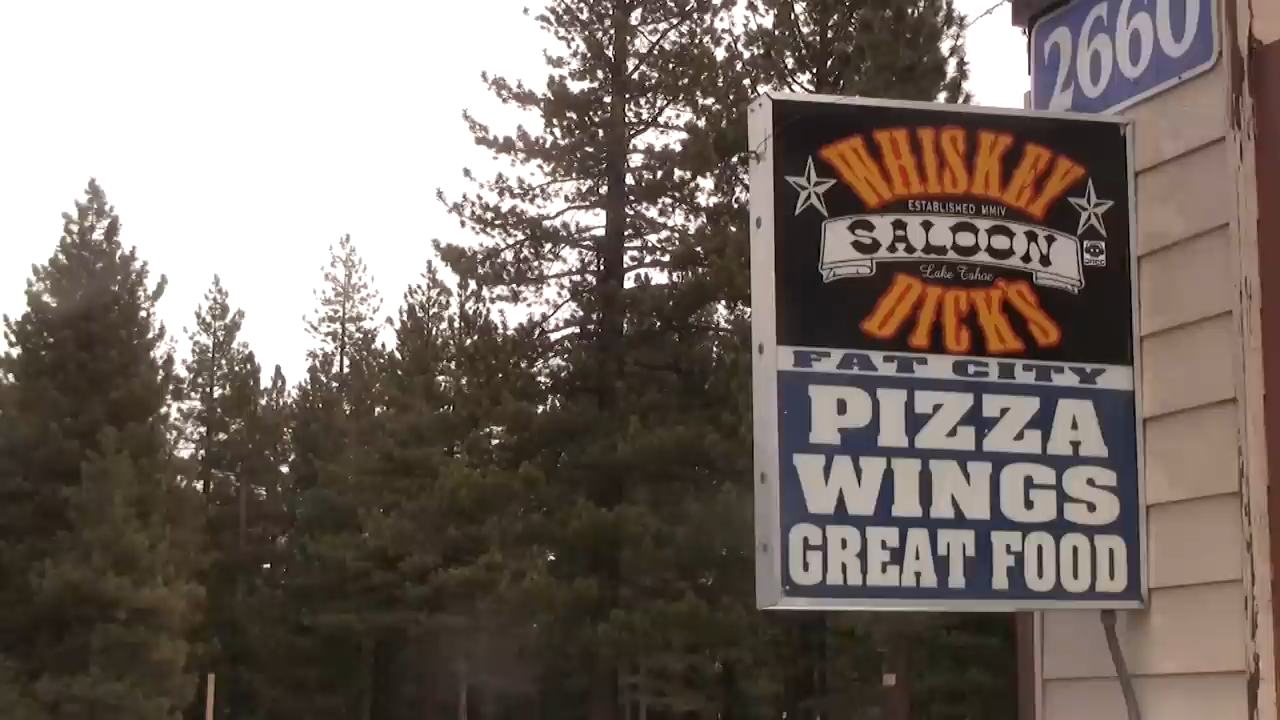 2660
WHISKEY
ESTABLISHED MMIV
SALOON
Lake Tahoe
DICK'S
FAT CITY
PIZZA
WINGS
GREAT FOOD